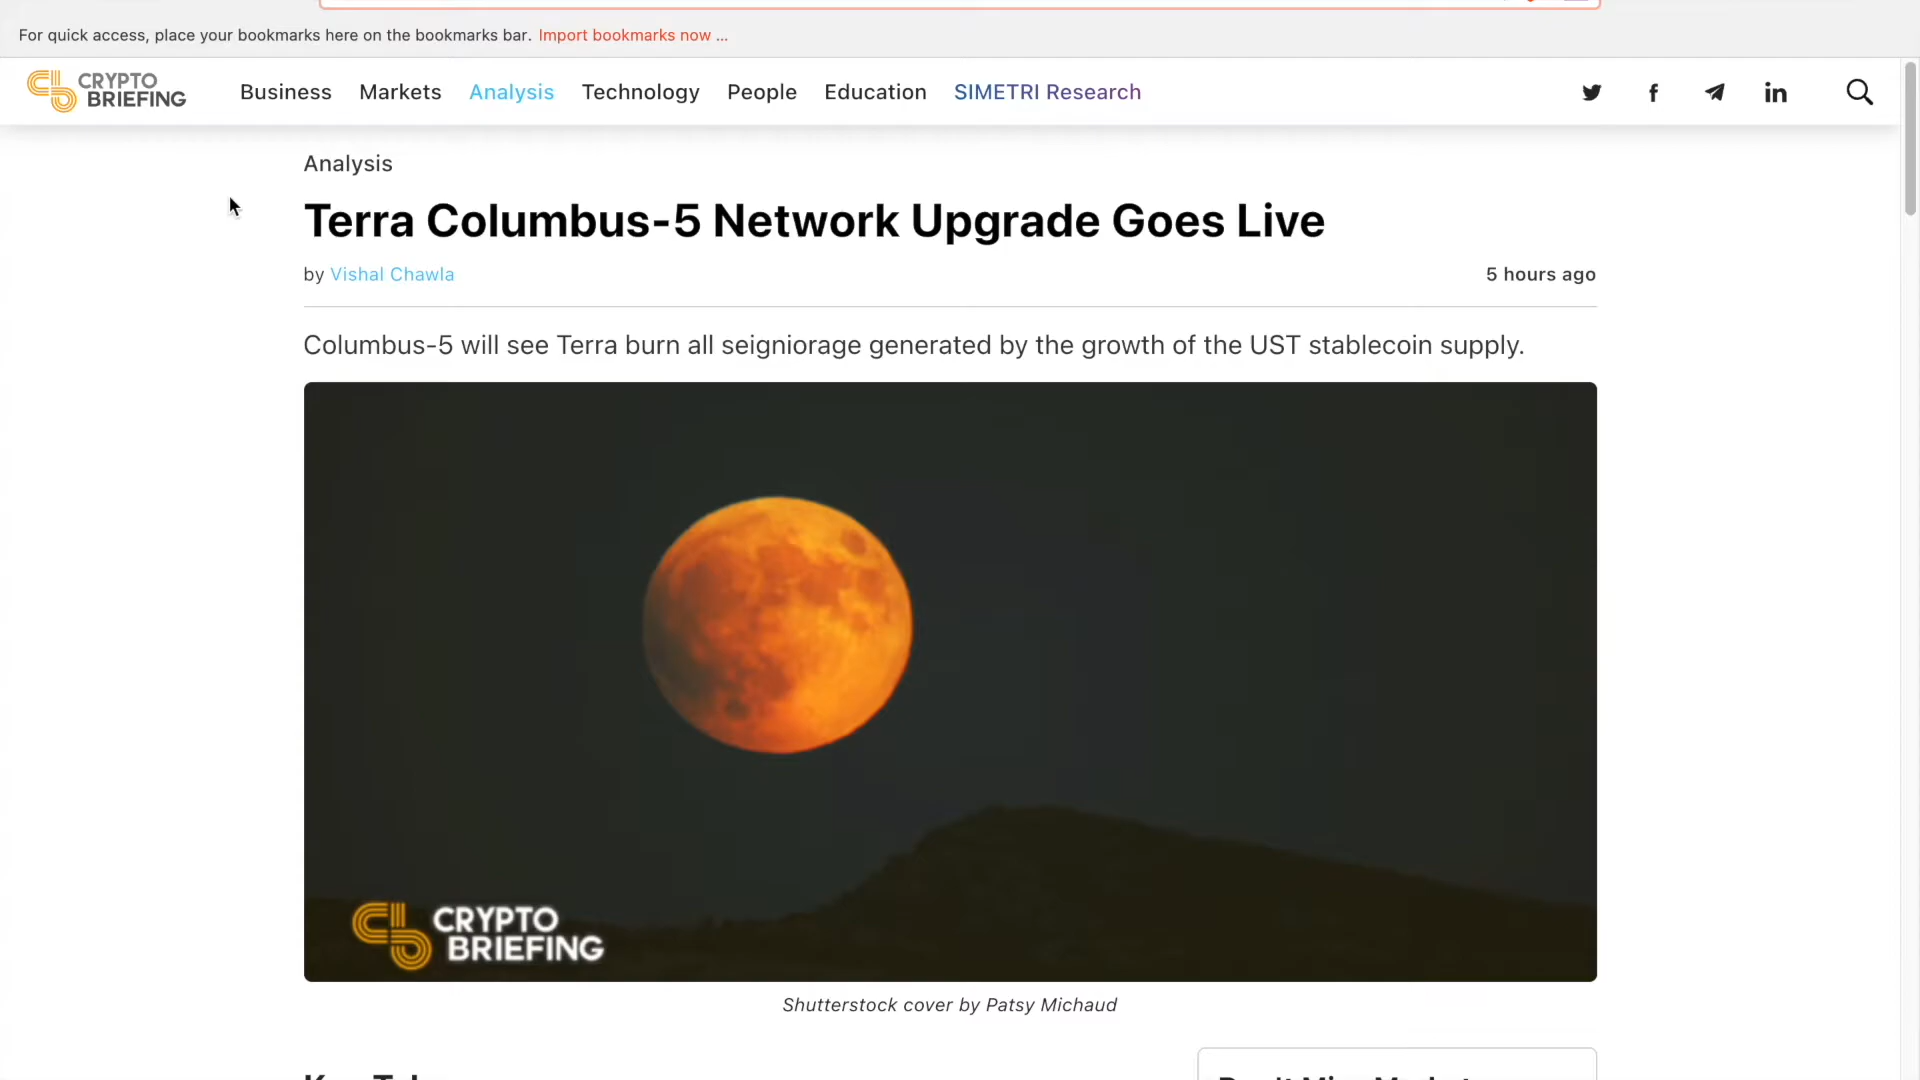 For quick access, place your bookmarks here on the bookmarks bar. Import bookmarks now ...
CRYPTO
BRIEFING
Business Markets Analysis Technology People Education SIMETRI Research
Analysis
Terra Columbus-5 Network Upgrade Goes Live
by Vishal Chawla
5 hours ago
Columbus-5 will see Terra burn all seigniorage generated by the growth of the UST stablecoin supply.
CRYPTO
BRIEFING
Shutterstock cover by Patsy Michaud